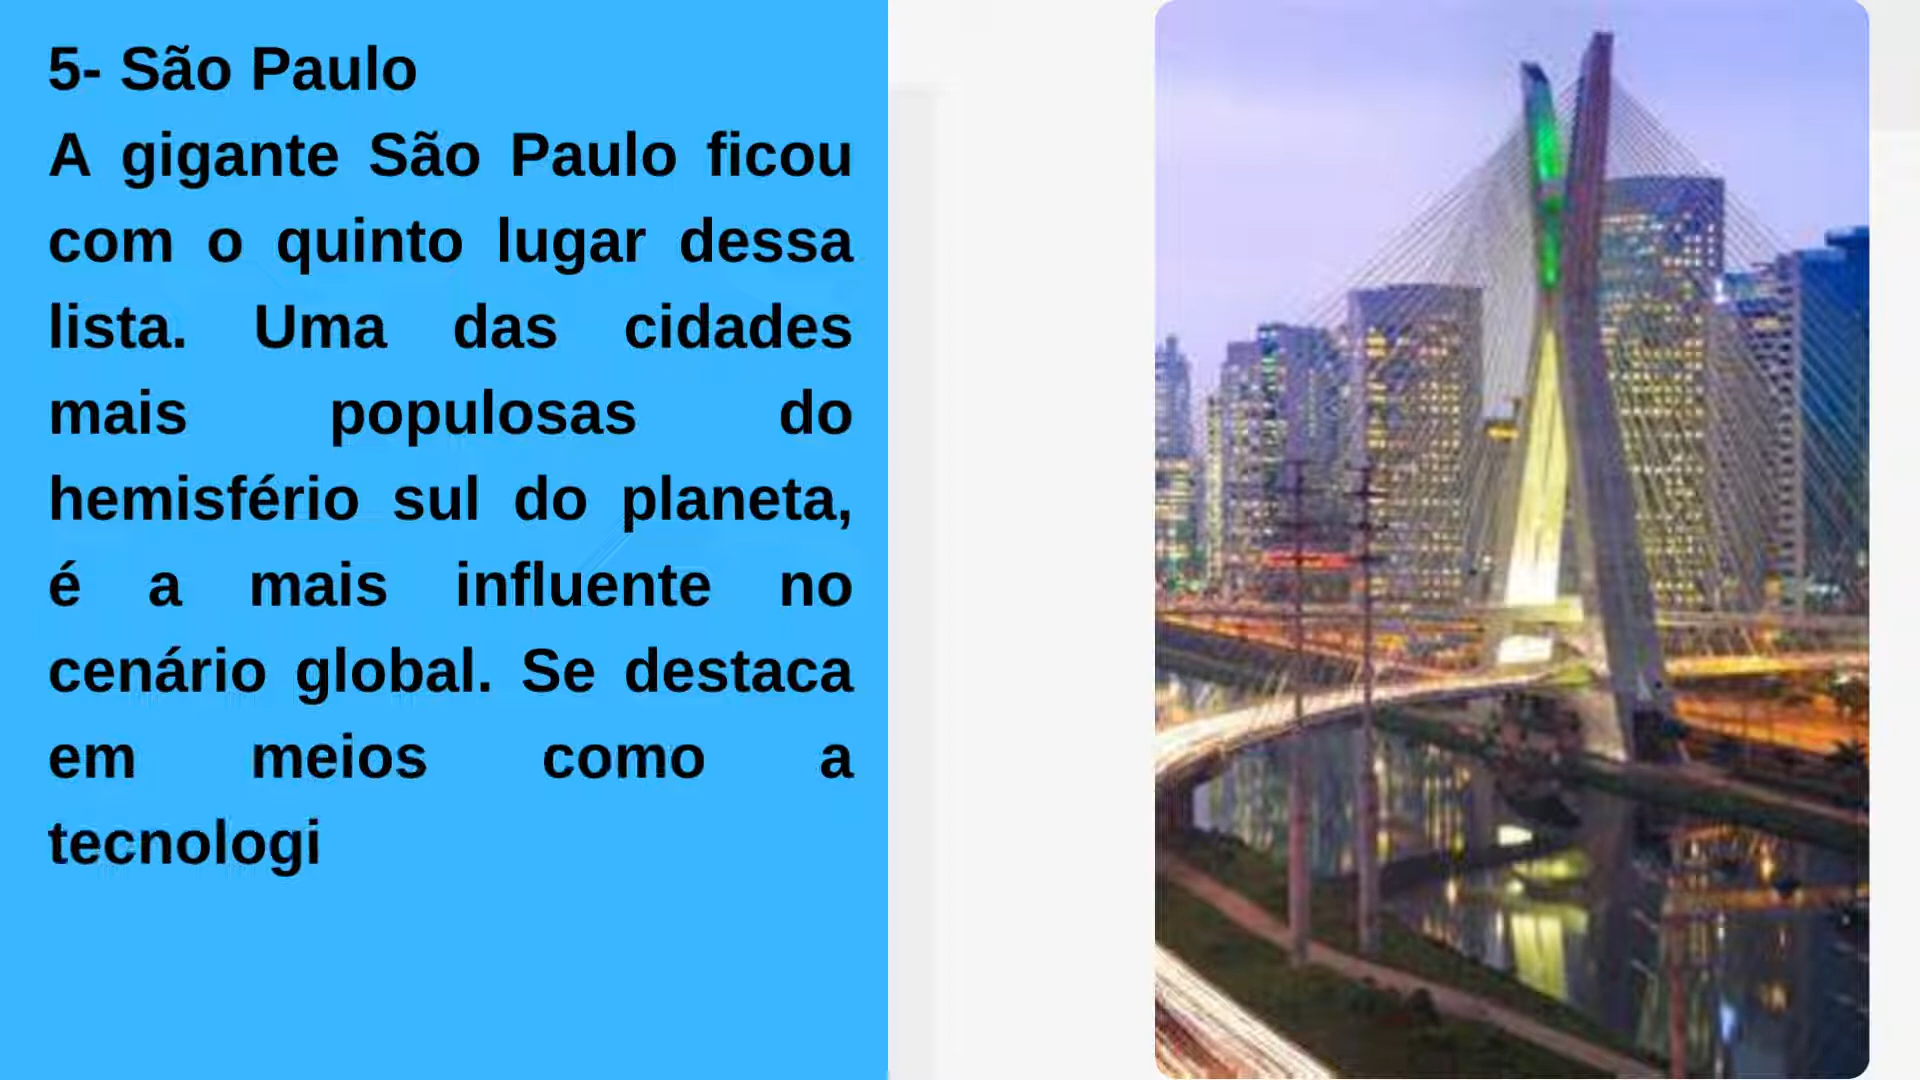 5- São Paulo
A gigante São Paulo ficou
com o quinto lugar dessa
lista. Uma das cidades
mais populosas do
hemisfério sul do planeta,
é a mais influente no
cenário global. Se destaca
em meios como a
tecnologi